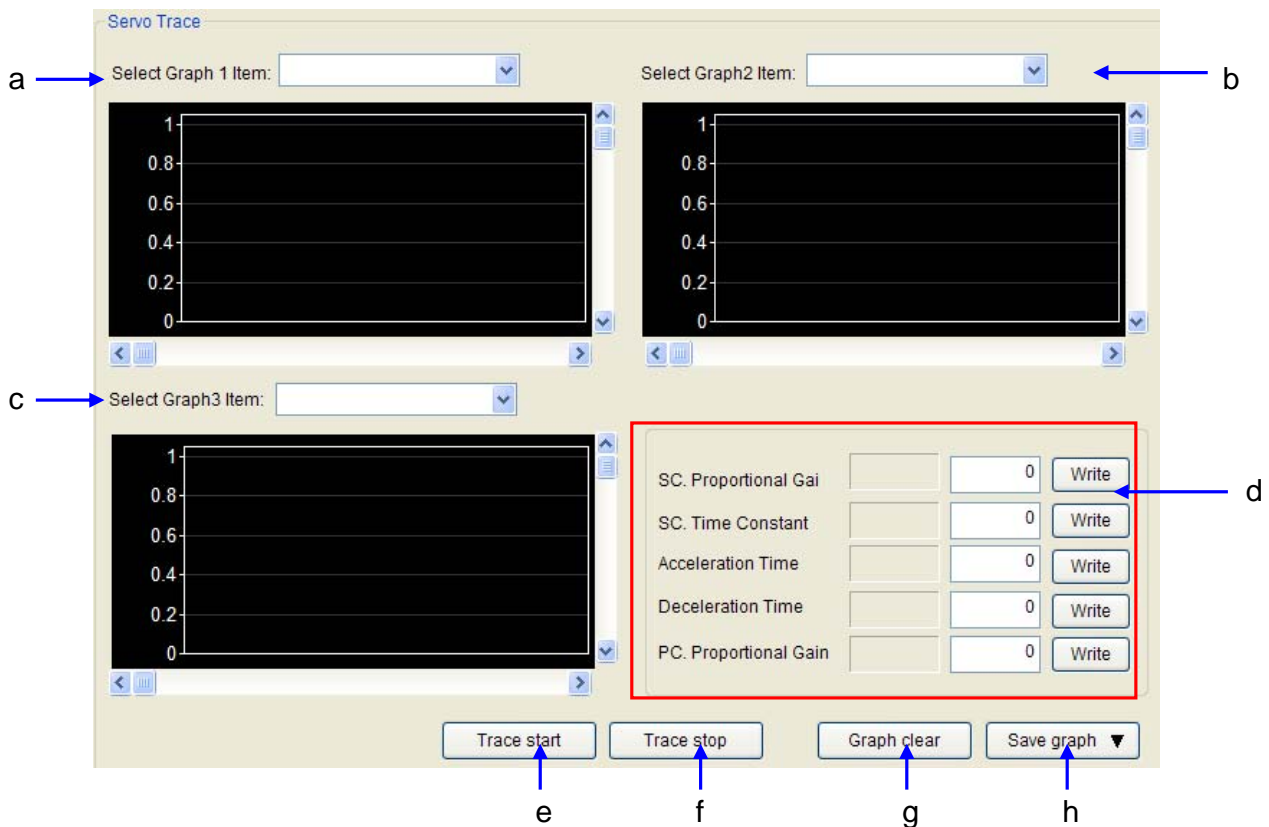 Servo Trace
a Select Graph 1 Item: Select Graph2 Item: b
1 1
0.8 0.8
0.6 0.6
0.4 0.4
0.2 0.2
0 0
c Select Graph3 Item:
1
0.8
0.6
0.4
0.2
0
SC. Proportional Gai 0 Write d
SC. Time Constant 0 Write
Acceleration Time 0 Write
Deceleration Time 0 Write
PC. Proportional Gain 0 Write
Trace start Trace stop Graph clear Save graph ▼
e f g h